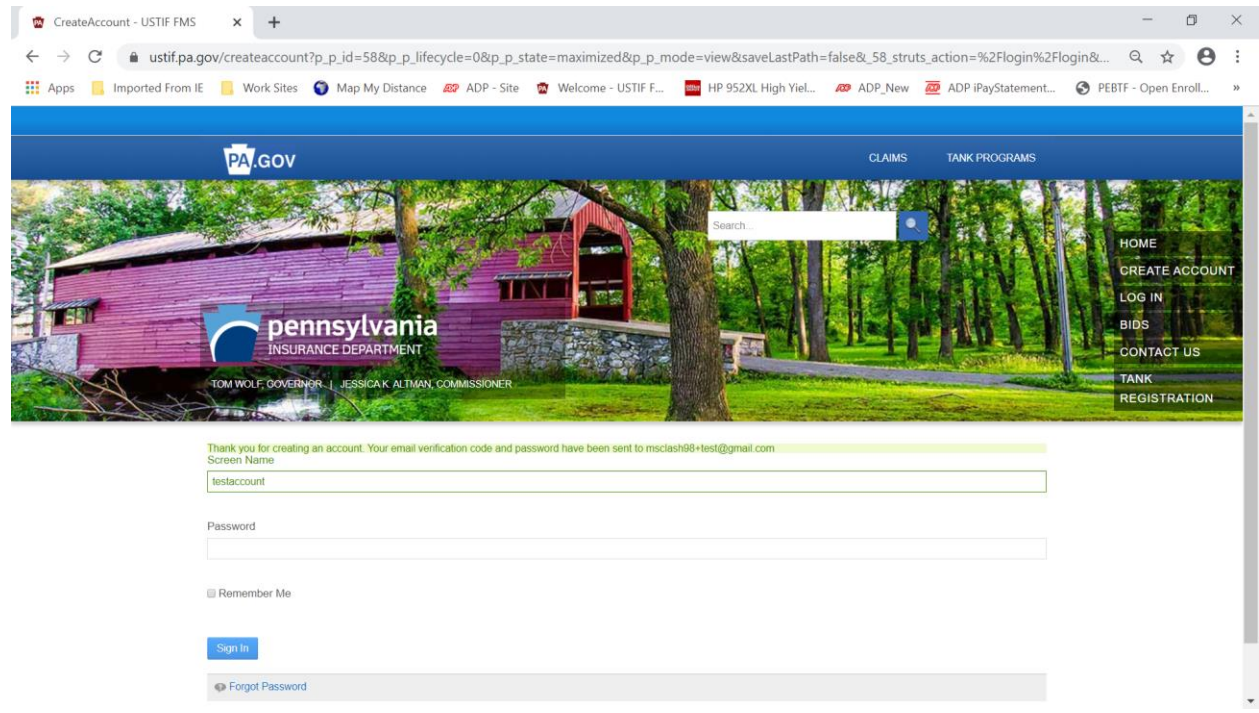 CreateAccount - USTIF FMS
ustif.pa.gov/createaccount?p_p_id=58&p_p_lifecycle=0&p_p_state=maximized&p_p_mode=view&saveLastPath=false&_58_struts_action=%2Flogin%2Flogin&...
Apps Imported From IE Work Sites Map My Distance ADP - Site Welcome - USTIF F... HP 952XL High Yiel... ADP_New ADP iPayStatement... PEBTF - Open Enroll... »
PA.GOV CLAIMS TANK PROGRAMS
Search...
HOME
CREATE ACCOUNT
LOG IN
BIDS
CONTACT US
TANK
REGISTRATION
pennsylvania
INSURANCE DEPARTMENT
TOM WOLF, GOVERNOR | JESSICA K. ALTMAN, COMMISSIONER
Thank you for creating an account. Your email verification code and password have been sent to msclash98+test@gmail.com
Screen Name
testaccount
Password
Remember Me
Sign In
Forgot Password